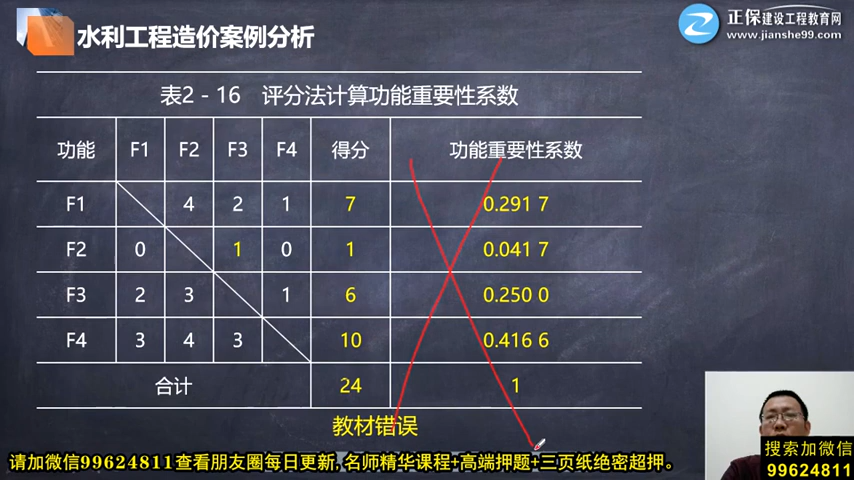 水利工程造价案例分析
正保建设工程教育网
www.jianshe99.com
表2-16 评分法计算功能重要性系数
功能 F1 F2 F3 F4 得分 功能重要性系数
F1 4 2 1 7 0.291 7
F2 0 1 0 1 0.041 7
F3 2 3 1 6 0.250 0
F4 3 4 3 10 0.416 6
合计 24 1
教材错误
搜索加微信
99624811
请加微信99624811查看朋友圈每日更新,名师精华课程+高端押题+三页纸绝密超押。